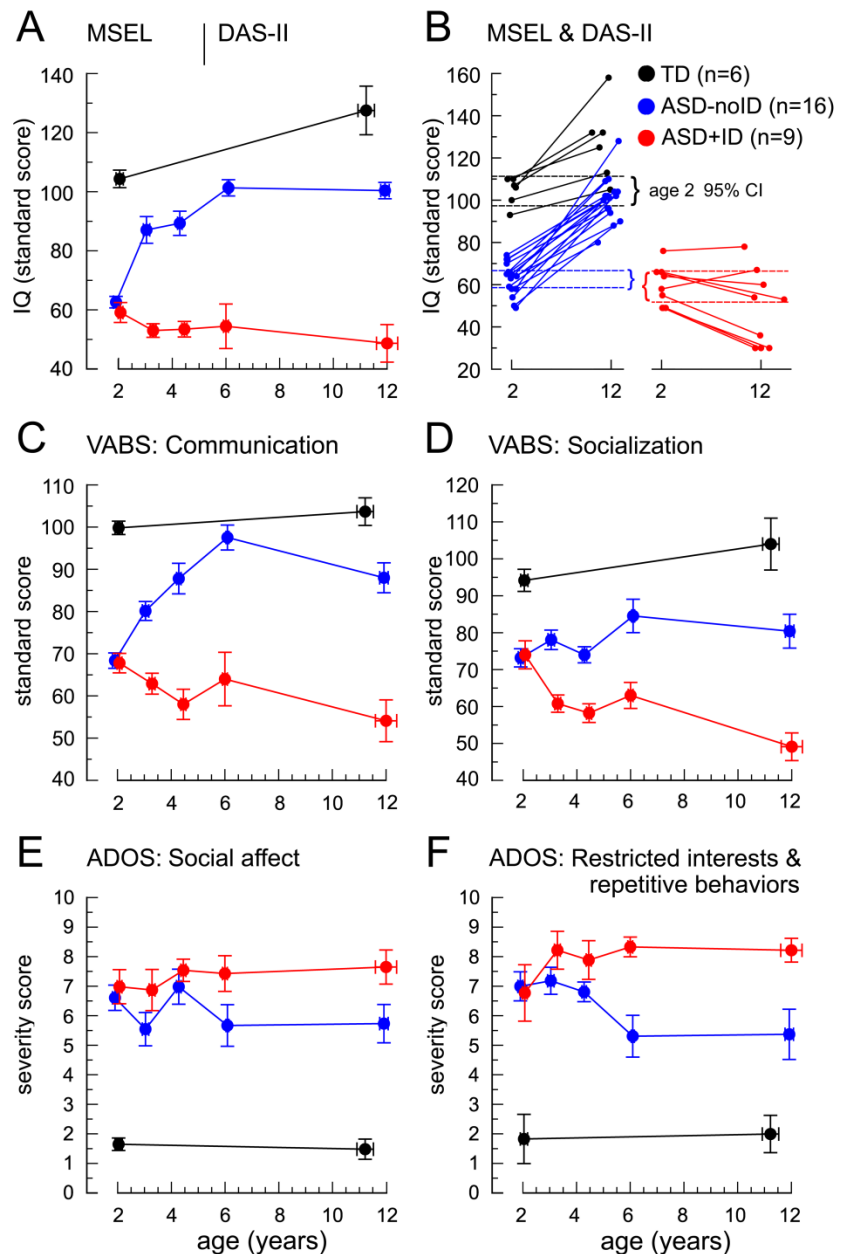 A MSEL | DAS-II
IQ (standard score)
140
120
100
80
60
40
2 4 6 8 10 12
B MSEL & DAS-II
TD (n=6)
ASD-noID (n=16)
ASD+ID (n=9)
IQ (standard score)
160
140
120
100
80
60
40
20
} age 2 95% CI
}
{
2 12 2 12
C VABS: Communication
standard score
110
100
90
80
70
60
50
40
2 4 6 8 10 12
D VABS: Socialization
standard score
120
110
100
90
80
70
60
50
40
2 4 6 8 10 12
E ADOS: Social affect
severity score
10
9
8
7
6
5
4
3
2
1
0
2 4 6 8 10 12
age (years)
F ADOS: Restricted interests &
repetitive behaviors
severity score
10
9
8
7
6
5
4
3
2
1
0
2 4 6 8 10 12
age (years)